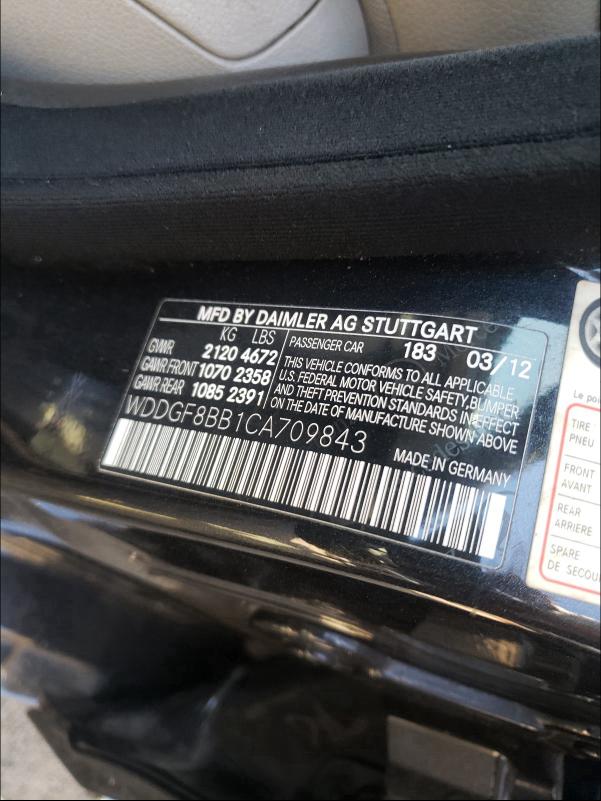 MFD BY DAIMLER AG STUTTGART
KG LBS
GVWR 2120 4672
GAWR FRONT 1070 2358
GAWR REAR 1085 2391
PASSENGER CAR 183 03/12
THIS VEHICLE CONFORMS TO ALL APPLICABLE
U.S. FEDERAL MOTOR VEHICLE SAFETY, BUMPER,
AND THEFT PREVENTION STANDARDS IN EFFECT
ON THE DATE OF MANUFACTURE SHOWN ABOVE
WDDGF8BB1CA709843
MADE IN GERMANY
Le
TIRE
PNEU
FRONT
AVANT
REAR
ARRIERE
SPARE
DE